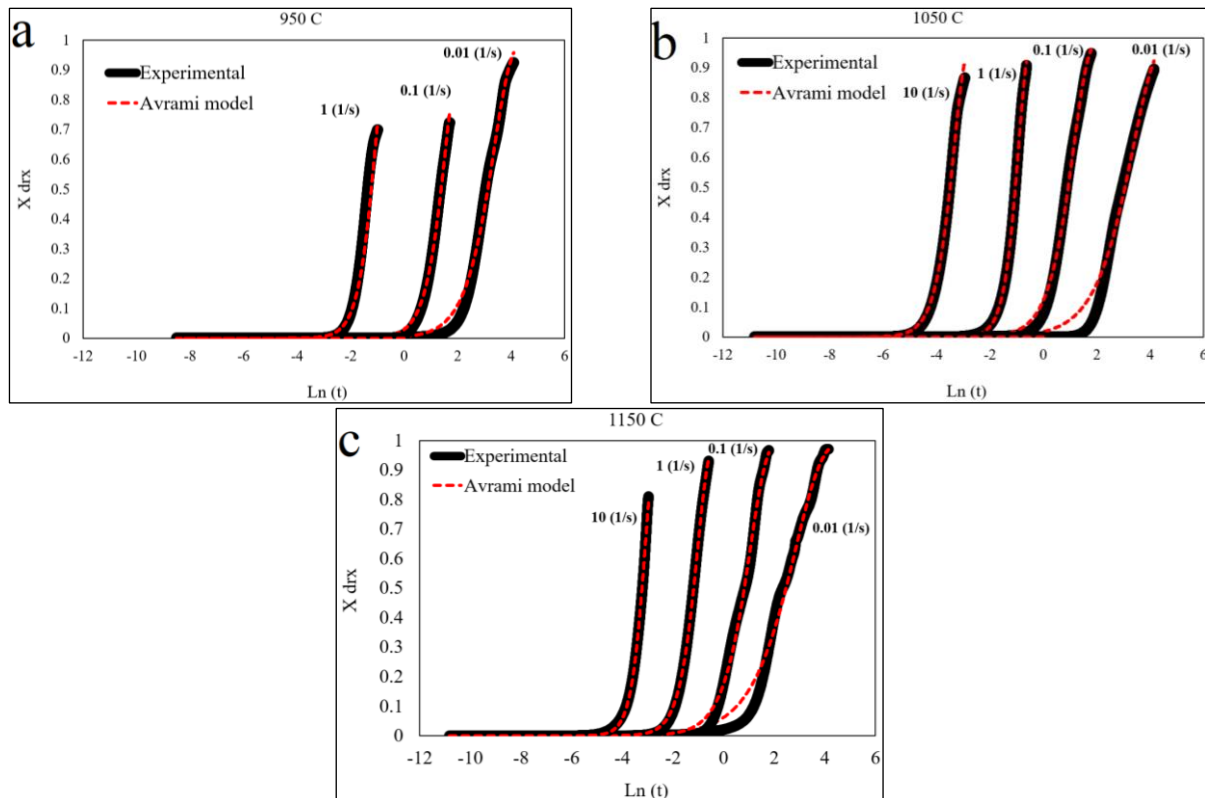 a
950 C
1
0.9
0.8
0.7
0.6
0.5
0.4
0.3
0.2
0.1
0
X drx
Experimental
Avrami model
1 (1/s)
0.1 (1/s)
0.01 (1/s)
-12 -10 -8 -6 -4 -2 0 2 4 6
Ln (t)
b
1050 C
1
0.9
0.8
0.7
0.6
0.5
0.4
0.3
0.2
0.1
0
X drx
Experimental
Avrami model
10 (1/s)
1 (1/s)
0.1 (1/s)
0.01 (1/s)
-12 -10 -8 -6 -4 -2 0 2 4 6
Ln (t)
c
1150 C
1
0.9
0.8
0.7
0.6
0.5
0.4
0.3
0.2
0.1
0
X drx
Experimental
Avrami model
10 (1/s)
1 (1/s)
0.1 (1/s)
0.01 (1/s)
-12 -10 -8 -6 -4 -2 0 2 4 6
Ln (t)